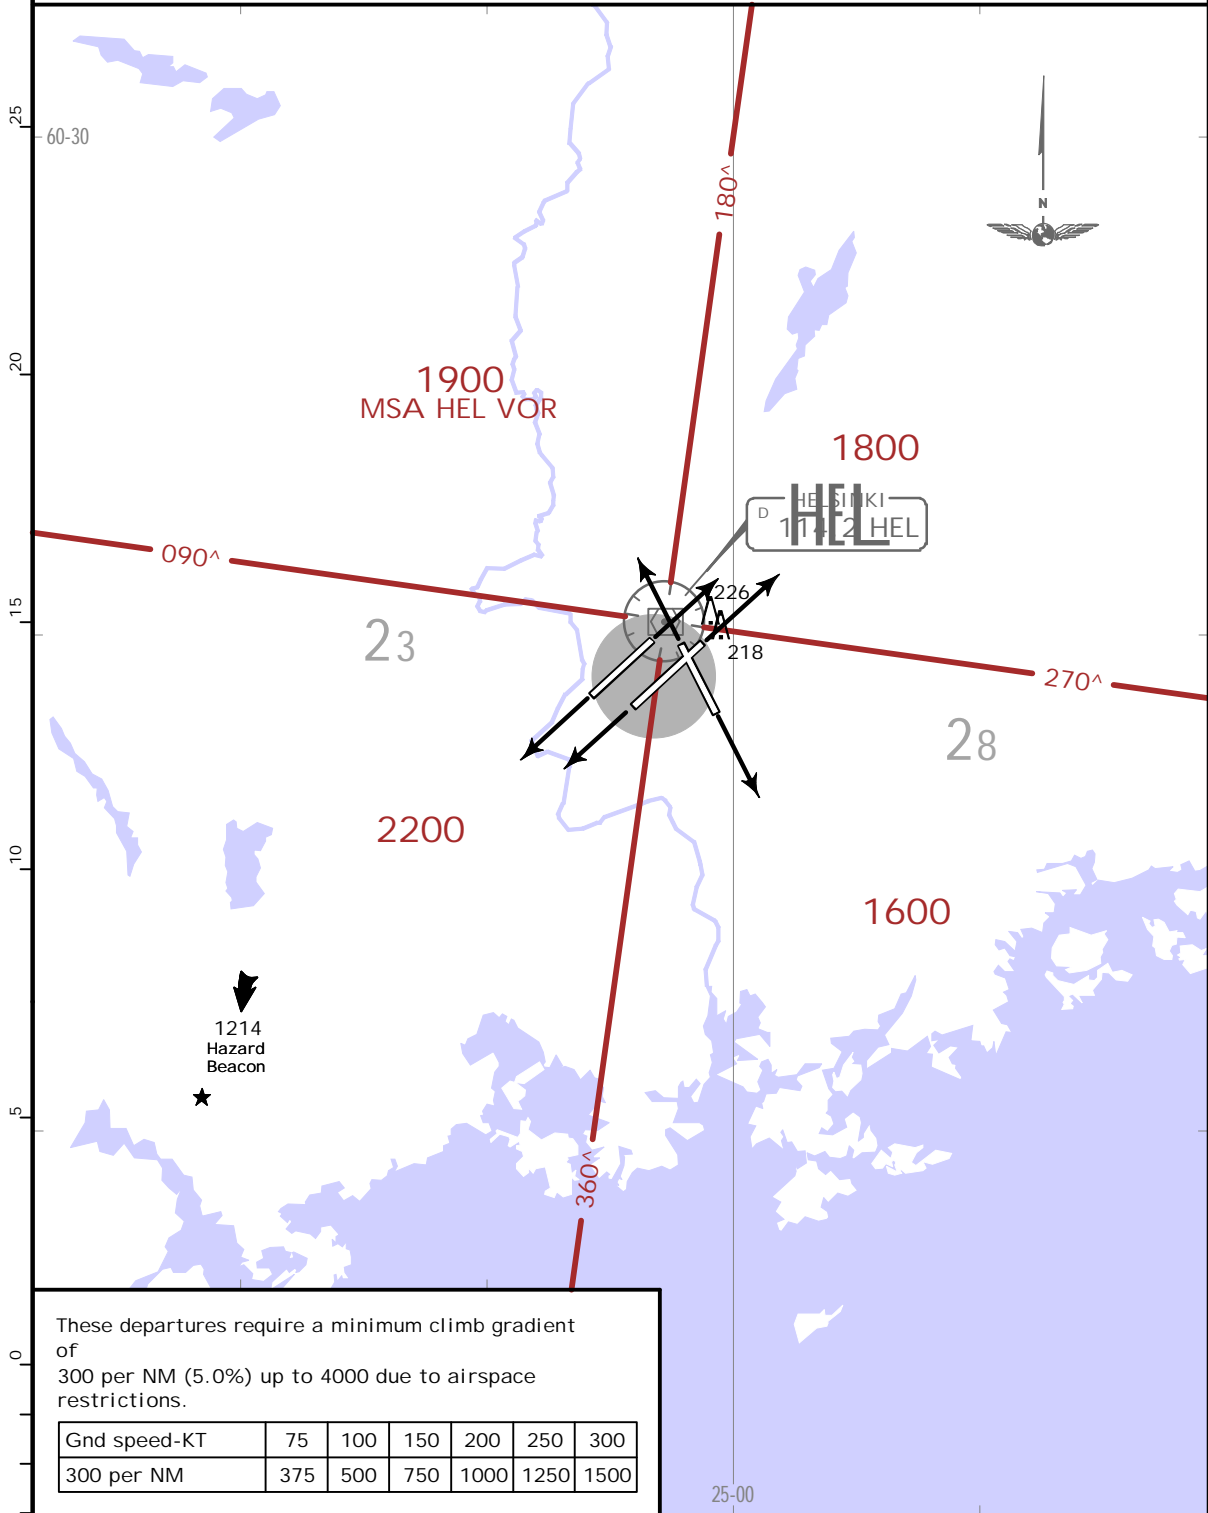 25
60-30
180^
N
20
1900
MSA HEL VOR
1800
HELSINKI
D
114.2 HEL
HEL
090^
226
15
23
218
270^
28
2200
10
1600
1214
Hazard
Beacon
5
360^
These departures require a minimum climb gradient
of
300 per NM (5.0%) up to 4000 due to airspace
restrictions.
0
Gnd speed-KT 75 100 150 200 250 300
300 per NM 375 500 750 1000 1250 1500
25-00